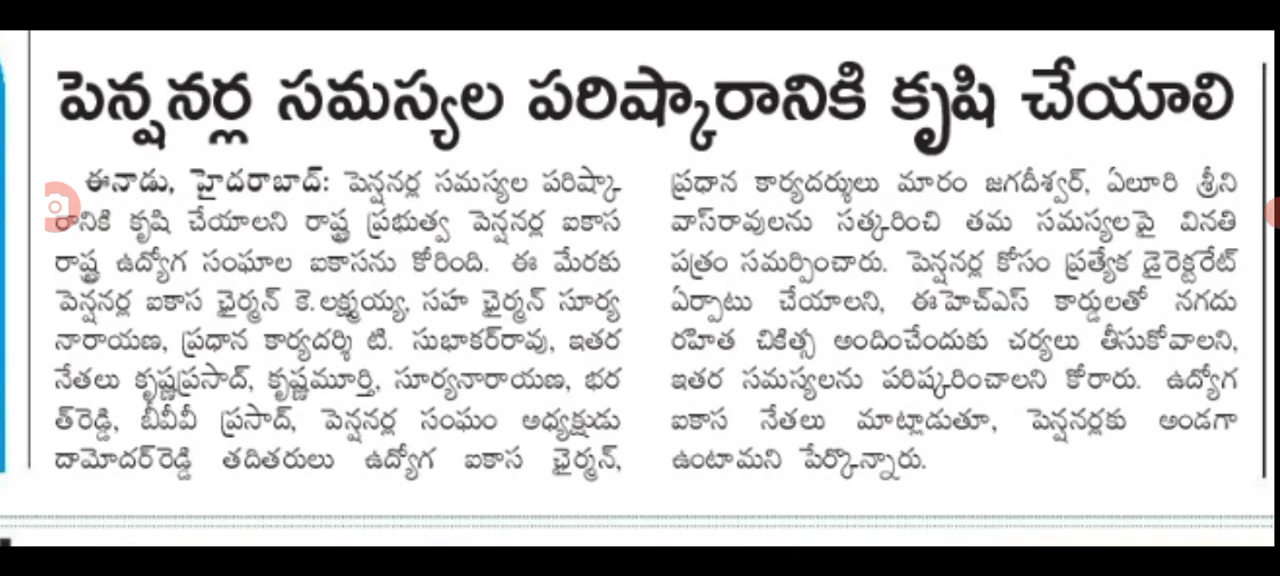 పెన్షనర్ల సమస్యల పరిష్కారానికి కృషి చేయాలి
ఈనాడు, హైదరాబాద్: పెన్షనర్ల సమస్యల పరిష్కా
రానికి కృషి చేయాలని రాష్ట్ర ప్రభుత్వ పెన్షనర్ల ఐకాస
రాష్ట్ర ఉద్యోగ సంఘాల ఐకాసను కోరింది. ఈ మేరకు
పెన్షనర్ల ఐకాస ఛైర్మన్ కె.లక్ష్మయ్య, సహ ఛైర్మన్ సూర్య
నారాయణ, ప్రధాన కార్యదర్శి టి. సుభాకర్‌రావు, ఇతర
నేతలు కృష్ణప్రసాద్, కృష్ణమూర్తి, సూర్యనారాయణ, భర
త్‌రెడ్డి, బీవీవీ ప్రసాద్, పెన్షనర్ల సంఘం అధ్యక్షుడు
దామోదర్‌రెడ్డి తదితరులు ఉద్యోగ ఐకాస ఛైర్మన్,
ప్రధాన కార్యదర్శులు మారం జగదీశ్వర్, ఏలూరి శ్రీని
వాస్‌రావులను సత్కరించి తమ సమస్యలపై వినతి
పత్రం సమర్పించారు. పెన్షనర్ల కోసం ప్రత్యేక డైరెక్టరేట్
ఏర్పాటు చేయాలని, ఈహెచ్‌ఎస్ కార్డులతో నగదు
రహిత చికిత్స అందించేందుకు చర్యలు తీసుకోవాలని,
ఇతర సమస్యలను పరిష్కరించాలని కోరారు. ఉద్యోగ
ఐకాస నేతలు మాట్లాడుతూ, పెన్షనర్లకు అండగా
ఉంటామని పేర్కొన్నారు.